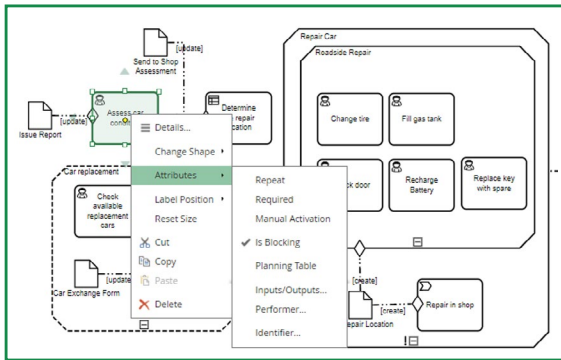 Send to Shop
Assessment
[update]
Issue Report
[update]
Assess car
Determine
repair
Repair Car
Roadside Repair
Change tire
Fill gas tank
door
Recharge
Battery
Replace key
with spare
Car replacement
Check
available
replacement
cars
Car Exchange Form
Details...
Change Shape
Attributes
Label Position
Reset Size
Cut
Copy
Paste
Delete
Repeat
Required
Manual Activation
Is Blocking
Planning Table
Inputs/Outputs...
Performer...
Identifier...
[create]
[create]
Repair in shop